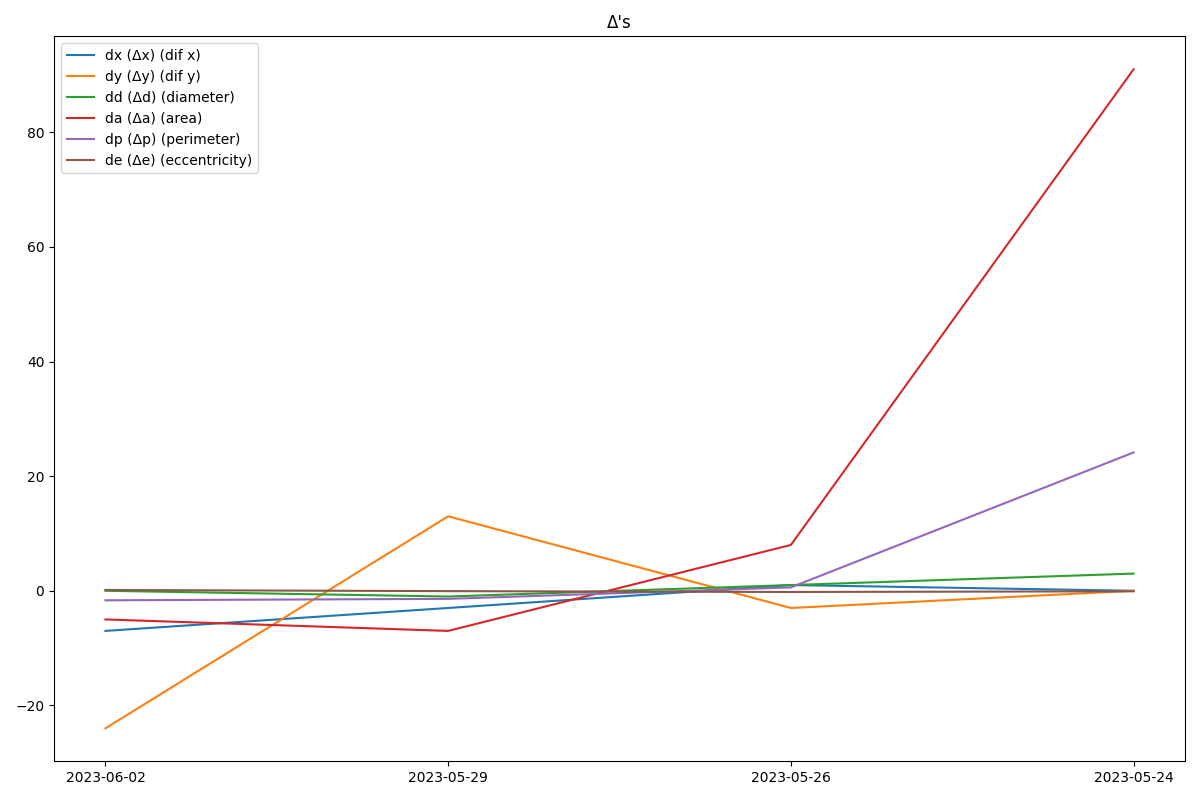 Δ's
dx (Δx) (dif x)
dy (Δy) (dif y)
dd (Δd) (diameter)
da (Δa) (area)
dp (Δp) (perimeter)
de (Δe) (eccentricity)
80
60
40
20
0
−20
2023-06-02 2023-05-29 2023-05-26 2023-05-24